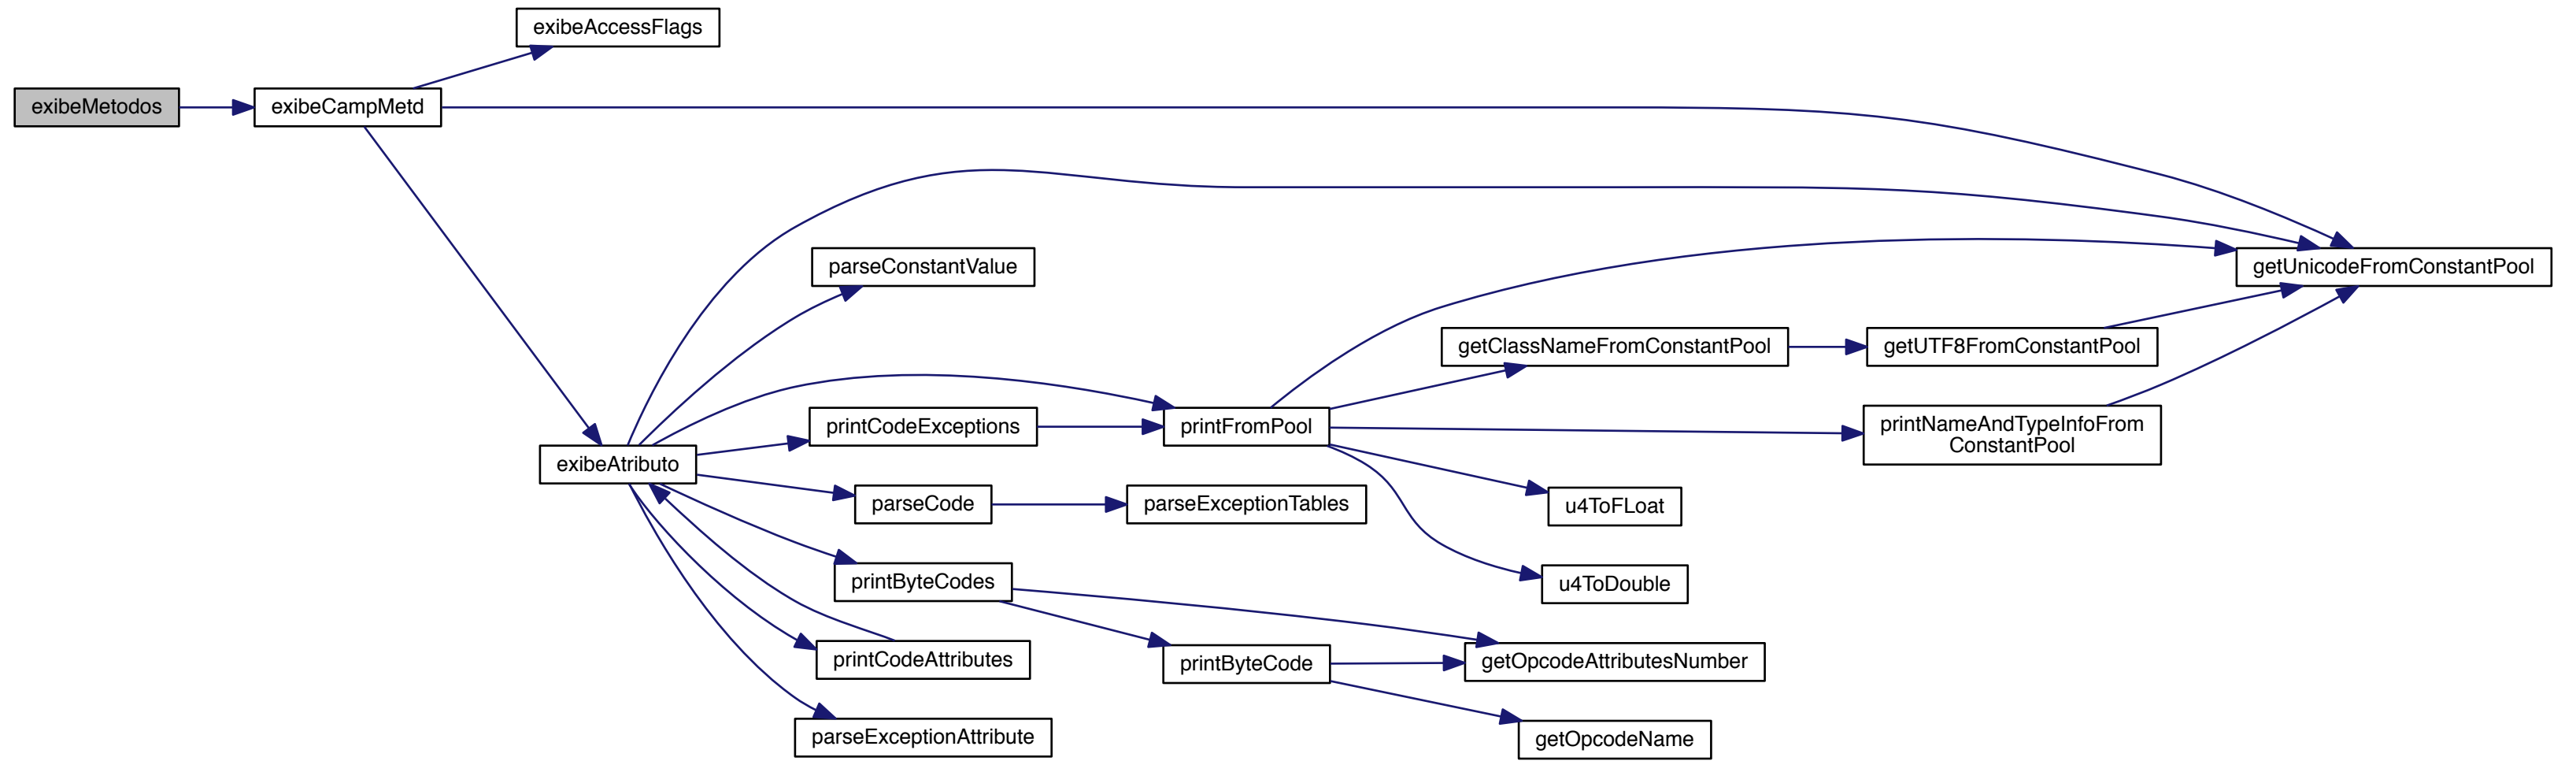 exibeAccessFlags
exibeMetodos
exibeCampMetd
parseConstantValue
getUnicodeFromConstantPool
getClassNameFromConstantPool
getUTF8FromConstantPool
printCodeExceptions
printFromPool
printNameAndTypeInfoFrom
ConstantPool
exibeAtributo
parseCode
parseExceptionTables
u4ToFLoat
printByteCodes
u4ToDouble
printCodeAttributes
printByteCode
getOpcodeAttributesNumber
parseExceptionAttribute
getOpcodeName